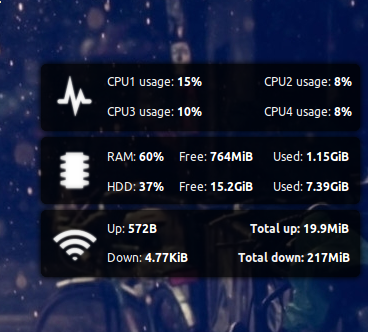 CPU1 usage: 15% CPU2 usage: 8%
CPU3 usage: 10% CPU4 usage: 8%
RAM: 60% Free: 764MiB Used: 1.15GiB
HDD: 37% Free: 15.2GiB Used: 7.39GiB
Up: 572B Total up: 19.9MiB
Down: 4.77KiB Total down: 217MiB